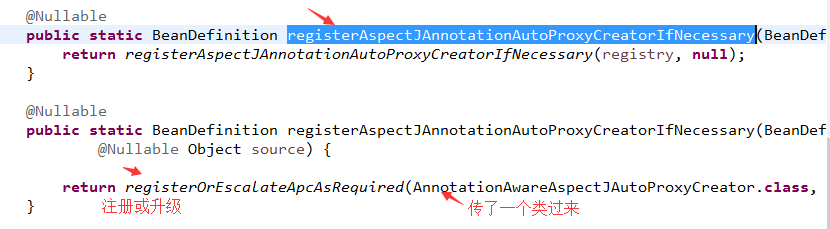 @Nullable
public static BeanDefinition registerAspectJAnnotationAutoProxyCreatorIfNecessary(BeanDef
return registerAspectJAnnotationAutoProxyCreatorIfNecessary(registry, null);
}
@Nullable
public static BeanDefinition registerAspectJAnnotationAutoProxyCreatorIfNecessary(BeanDef
@Nullable Object source) {
return registerOrEscalateApcAsRequired(AnnotationAwareAspectJAutoProxyCreator.class,
} 注册或升级 传了一个类过来